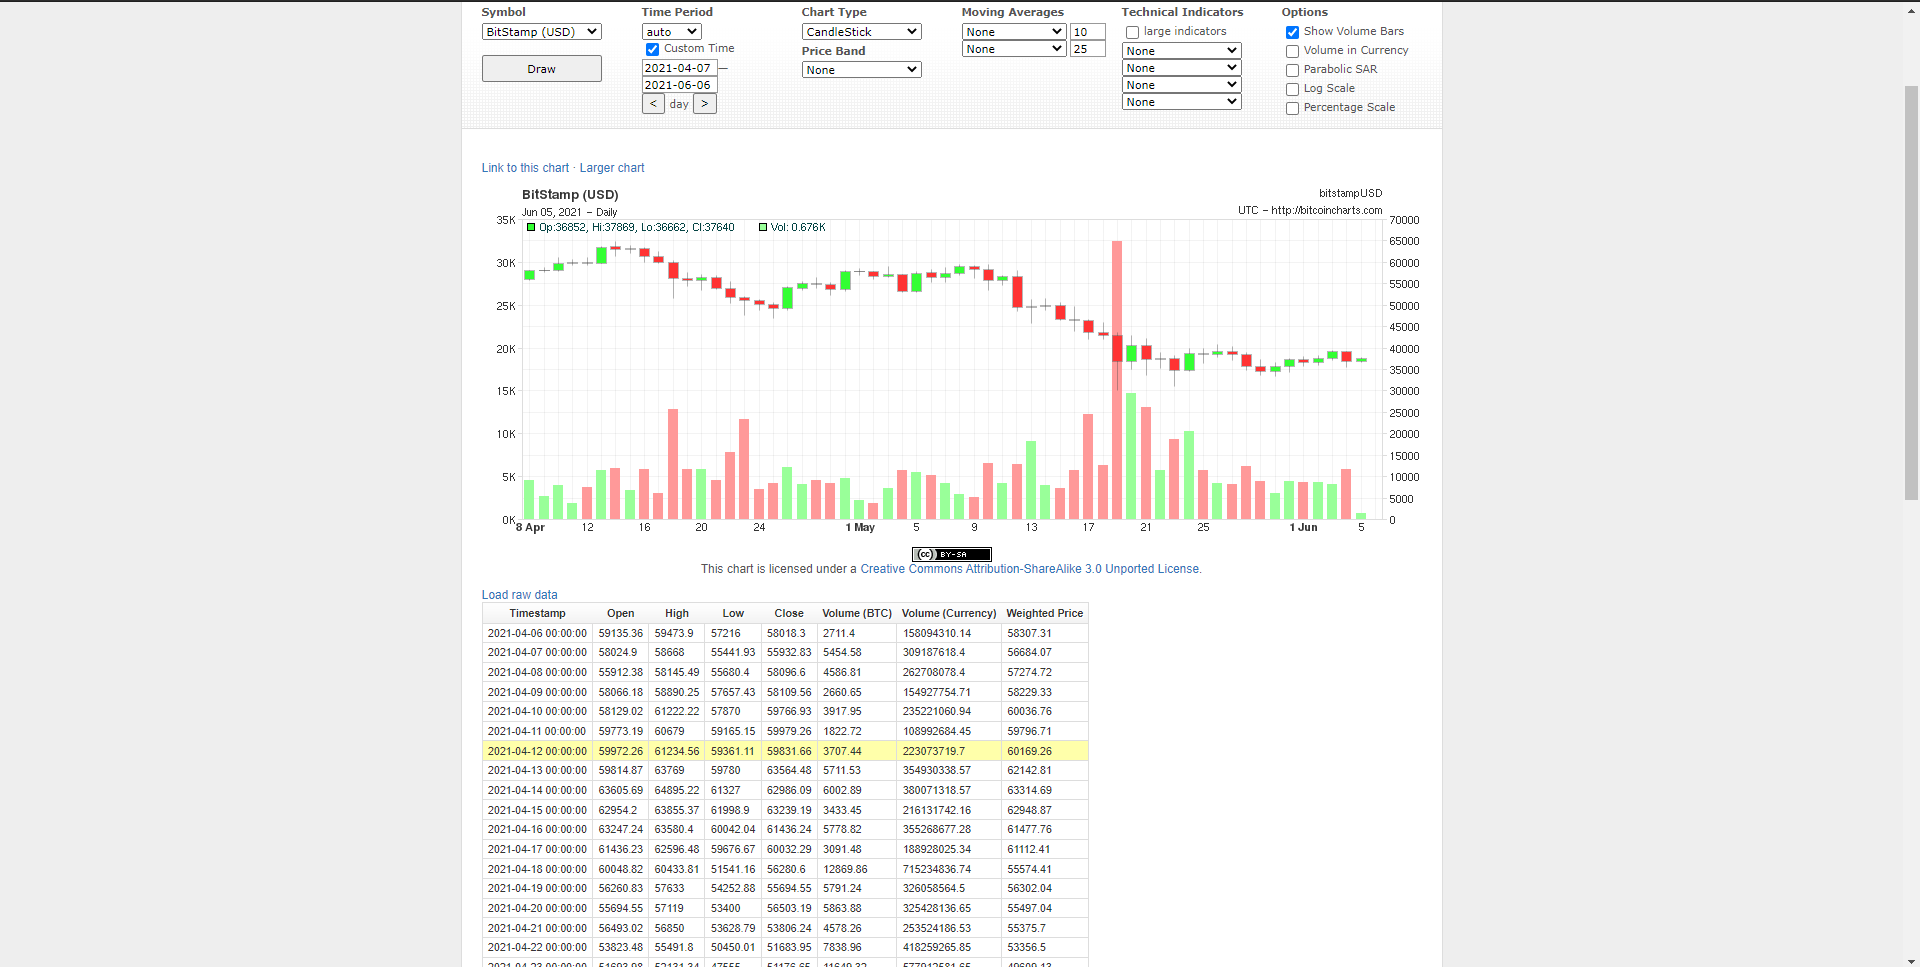 Symbol Time Period Chart Type Moving Averages Technical Indicators Options
BitStamp (USD) auto CandleStick None 10 large indicators Show Volume Bars
Custom Time Price Band None 25 None Volume in Currency
Draw 2021-04-07 — None None Parabolic SAR
2021-06-06 None Log Scale
< day > None Percentage Scale
Link to this chart · Larger chart
BitStamp (USD) bitstampUSD
Jun 05, 2021 - Daily UTC - http://bitcoincharts.com
Op:36852, Hi:37869, Lo:36662, Cl:37640 Vol: 0.676K
35K 70000
65000
30K 60000
55000
25K 50000
45000
20K 40000
35000
15K 30000
25000
10K 20000
15000
5K 10000
5000
0K 0
8 Apr 12 16 20 24 1 May 5 9 13 17 21 25 1 Jun 5
(cc) BY-SA
This chart is licensed under a Creative Commons Attribution-ShareAlike 3.0 Unported License.
Load raw data
Timestamp Open High Low Close Volume (BTC) Volume (Currency) Weighted Price
2021-04-06 00:00:00 59135.36 59473.9 57216 58018.3 2711.4 158094310.14 58307.31
2021-04-07 00:00:00 58024.9 58668 55441.93 55932.83 5454.58 309187618.4 56684.07
2021-04-08 00:00:00 55912.38 58145.49 55680.4 58096.6 4586.81 262708078.4 57274.72
2021-04-09 00:00:00 58066.18 58890.25 57657.43 58109.56 2660.65 154927754.71 58229.33
2021-04-10 00:00:00 58129.02 61222.22 57870 59766.93 3917.95 235221060.94 60036.76
2021-04-11 00:00:00 59773.19 60679 59165.15 59979.26 1822.72 108992684.45 59796.71
2021-04-12 00:00:00 59972.26 61234.56 59361.11 59831.66 3707.44 223073719.7 60169.26
2021-04-13 00:00:00 59814.87 63769 59780 63564.48 5711.53 354930338.57 62142.81
2021-04-14 00:00:00 63605.69 64895.22 61327 62986.09 6002.89 380071318.57 63314.69
2021-04-15 00:00:00 62954.2 63855.37 61998.9 63239.19 3433.45 216131742.16 62948.87
2021-04-16 00:00:00 63247.24 63580.4 60042.04 61436.24 5778.82 355268677.28 61477.76
2021-04-17 00:00:00 61436.23 62596.48 59676.67 60032.29 3091.48 188928025.34 61112.41
2021-04-18 00:00:00 60048.82 60433.81 51541.16 56280.6 12869.86 715234836.74 55574.41
2021-04-19 00:00:00 56260.83 57633 54252.88 55694.55 5791.24 326058564.5 56302.04
2021-04-20 00:00:00 55694.55 57119 53400 56503.19 5863.88 325428136.65 55497.04
2021-04-21 00:00:00 56493.02 56850 53628.79 53806.24 4578.26 253524186.53 55375.7
2021-04-22 00:00:00 53823.48 55491.8 50450.01 51683.95 7838.96 418259265.85 53356.5